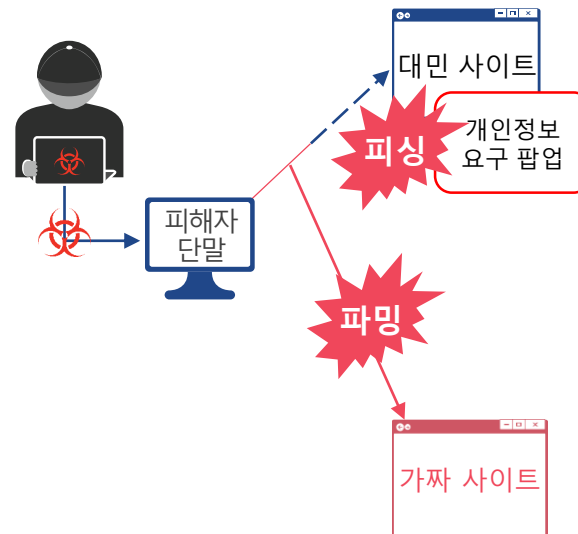 대민 사이트
피싱
개인정보
요구 팝업
피해자
단말
파밍
가짜 사이트